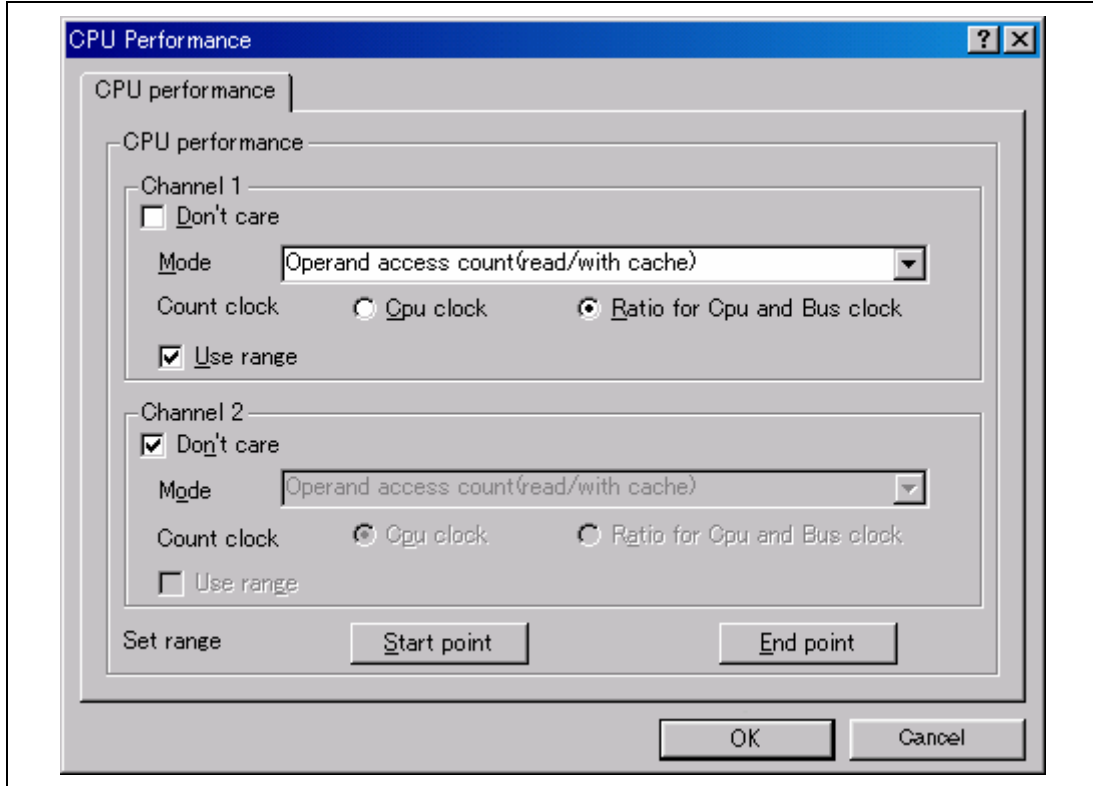 CPU Performance
CPU performance
CPU performance
Channel 1
Don't care
Mode Operand access count(read/with cache)
Count clock Cpu clock Ratio for Cpu and Bus clock
Use range
Channel 2
Don't care
Mode Operand access count(read/with cache)
Count clock Cpu clock Ratio for Cpu and Bus clock
Use range
Set range Start point End point
OK Cancel